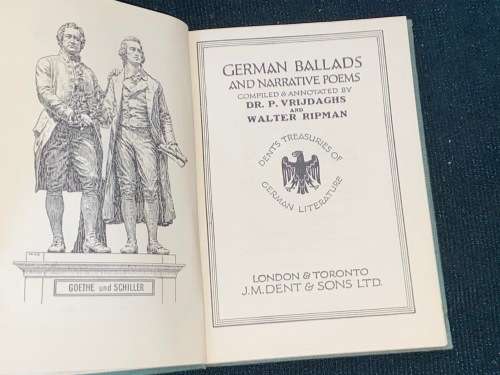 GOETHE und SCHILLER
GERMAN BALLADS
AND NARRATIVE POEMS
COMPILED & ANNOTATED BY
DR. P. VRIJDAGHS
AND
WALTER RIPMAN
DENT'S TREASURIES OF
GERMAN LITERATURE
LONDON & TORONTO
J.M. DENT & SONS LTD.